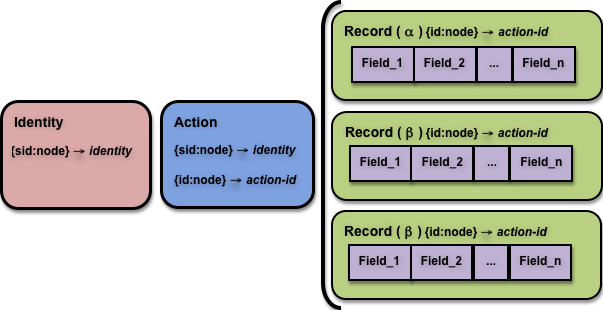 Identity
{sid:node} → identity
Action
{sid:node} → identity
{id:node} → action-id
Record ( α ) {id:node} → action-id
Field_1 Field_2 ... Field_n
Record ( β ) {id:node} → action-id
Field_1 Field_2 ... Field_n
Record ( β ) {id:node} → action-id
Field_1 Field_2 ... Field_n